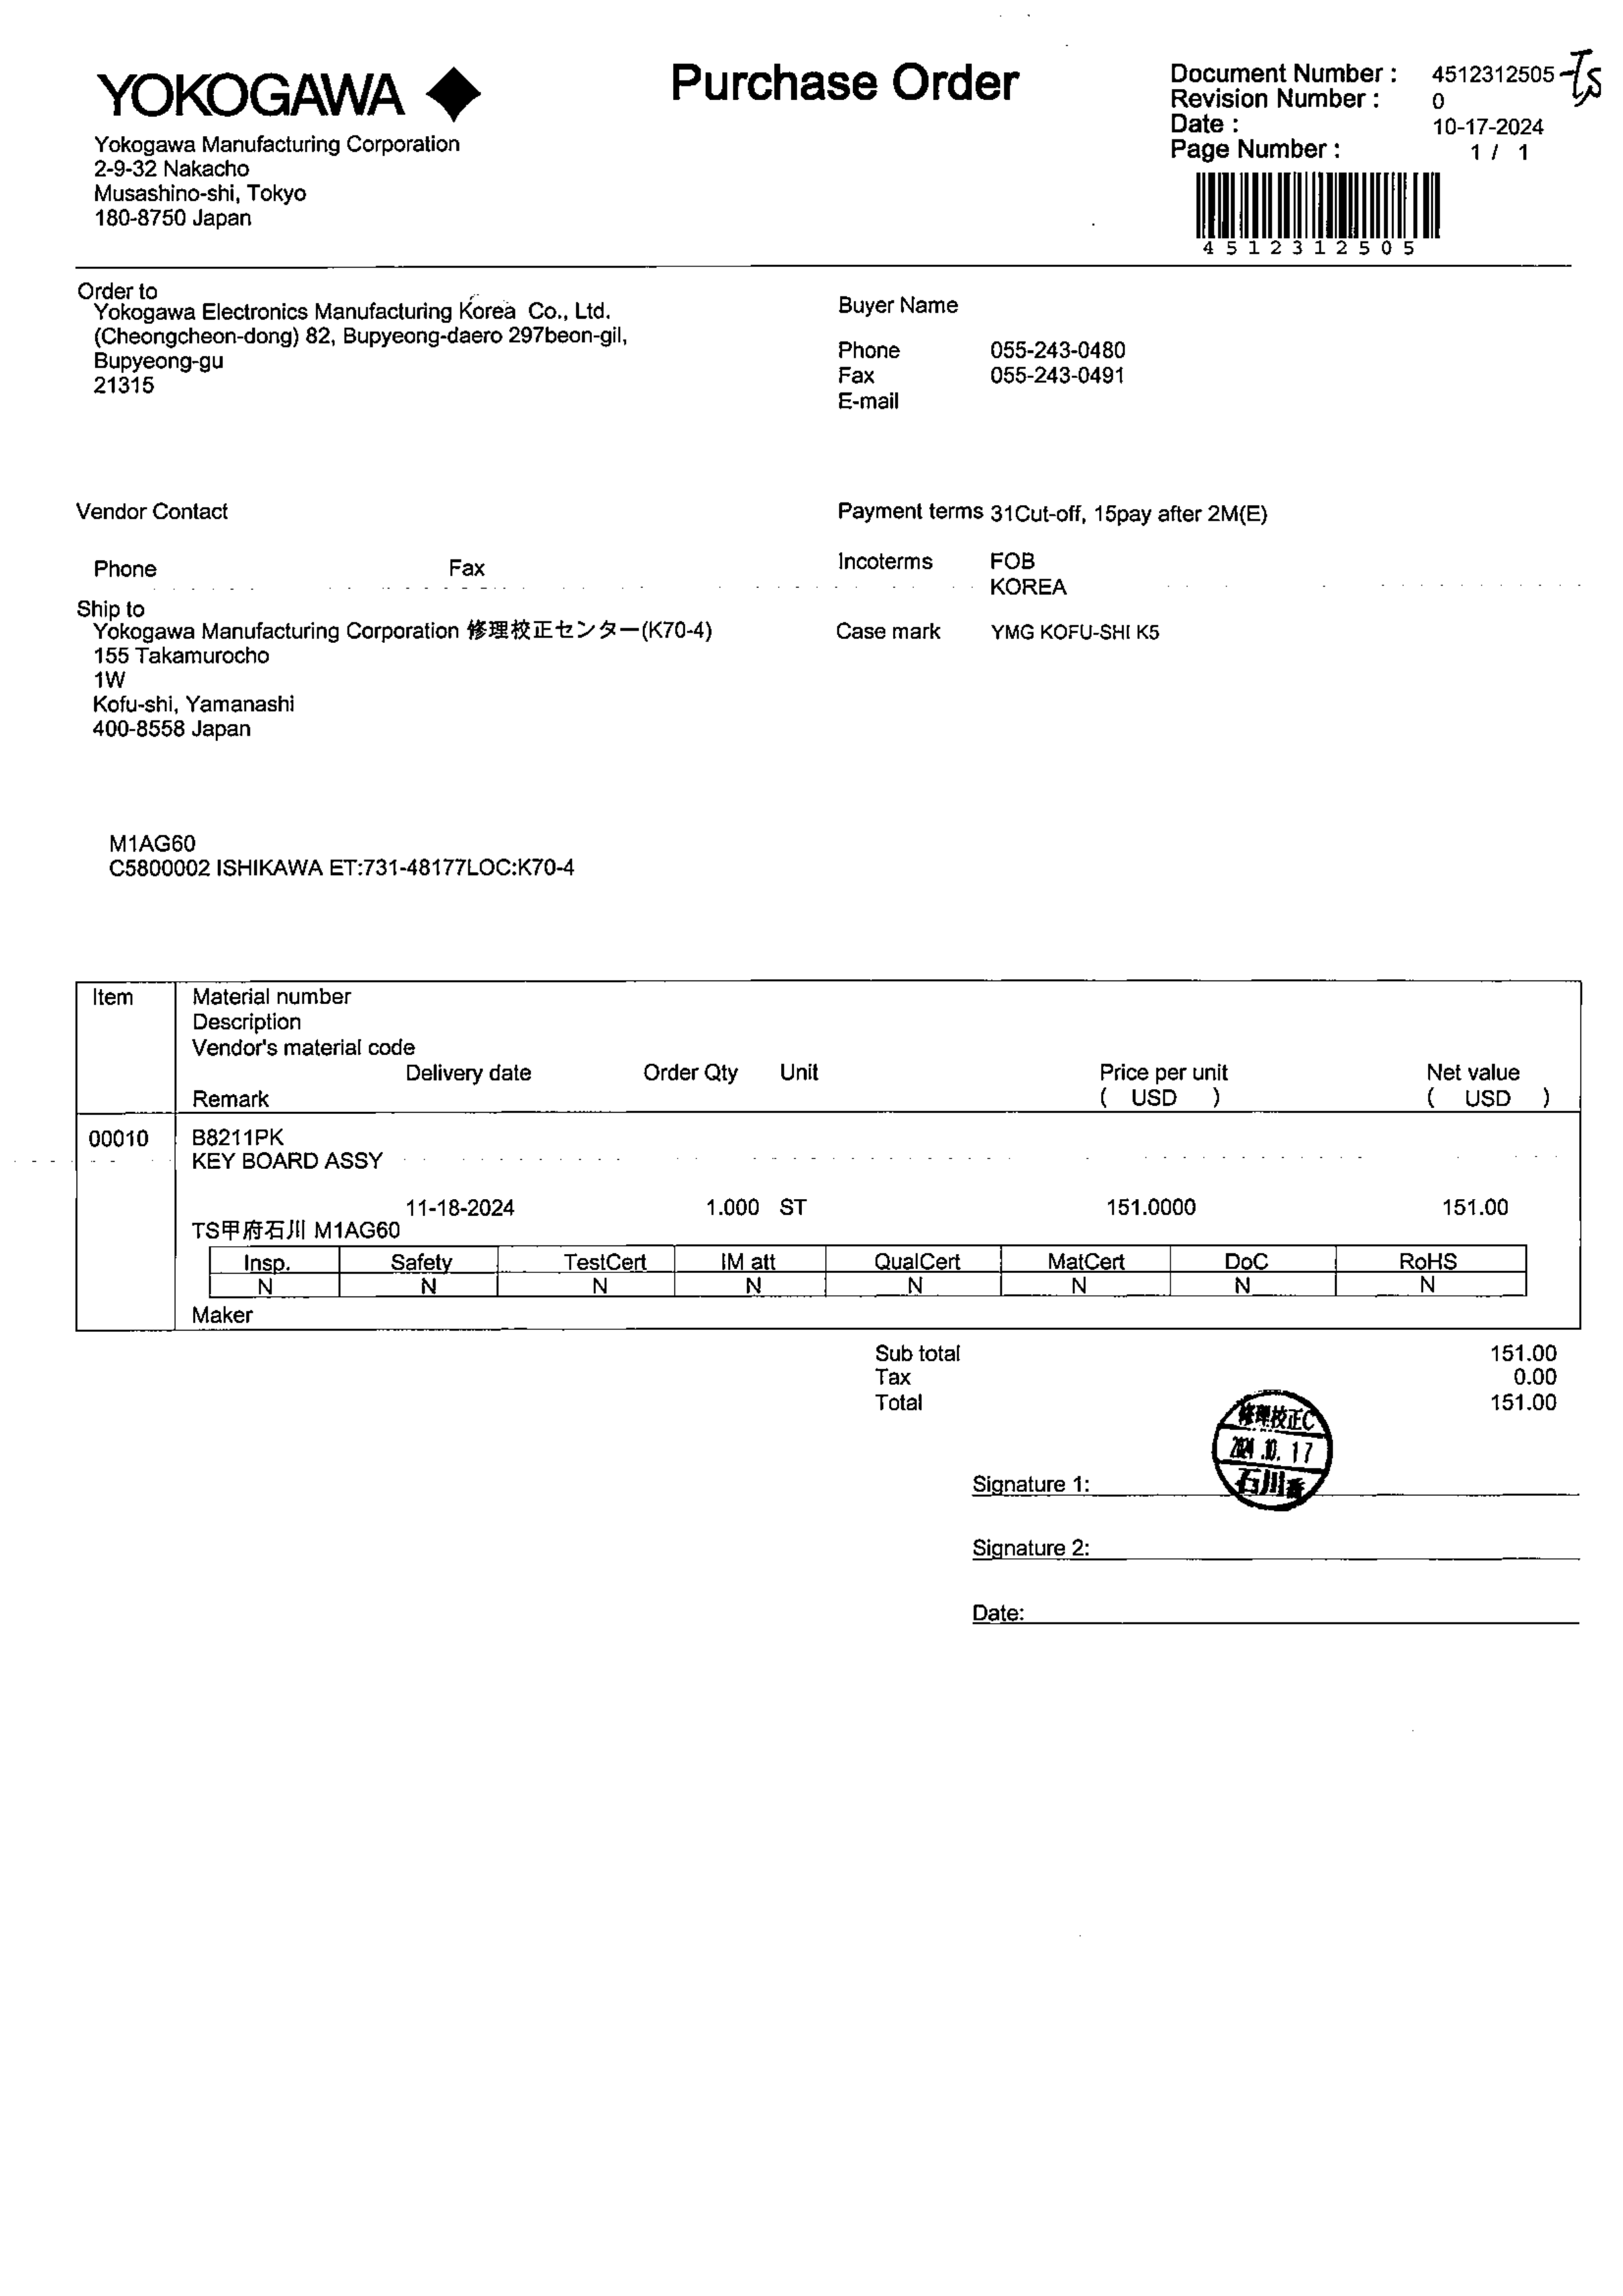 YOKOGAWA
Purchase Order
Document Number : 4512312505 -TS
Revision Number : 0
Date : 10-17-2024
Page Number : 1 / 1
4512312505
Yokogawa Manufacturing Corporation
2-9-32 Nakacho
Musashino-shi, Tokyo
180-8750 Japan
Order to
Yokogawa Electronics Manufacturing Korea Co., Ltd.
(Cheongcheon-dong) 82, Bupyeong-daero 297beon-gil,
Bupyeong-gu
21315
Buyer Name
Phone 055-243-0480
Fax 055-243-0491
E-mail
Vendor Contact
Phone Fax
Payment terms 31Cut-off, 15pay after 2M(E)
Incoterms FOB
KOREA
Ship to
Yokogawa Manufacturing Corporation 修理校正センター(K70-4)
155 Takamurocho
1W
Kofu-shi, Yamanashi
400-8558 Japan
Case mark YMG KOFU-SHI K5
M1AG60
C5800002 ISHIKAWA ET:731-48177LOC:K70-4
Item Material number
Description
Vendor's material code
Delivery date Order Qty Unit Price per unit Net value
Remark ( USD ) ( USD )
00010 B8211PK
KEY BOARD ASSY
11-18-2024 1.000 ST 151.0000 151.00
TS甲府石川 M1AG60
Insp. Safety TestCert IM att QualCert MatCert DoC RoHS
N N N N N N N N
Maker
Sub total 151.00
Tax 0.00
Total 151.00
修理校正C
2024.10.17
石川
Signature 1:
Signature 2:
Date: